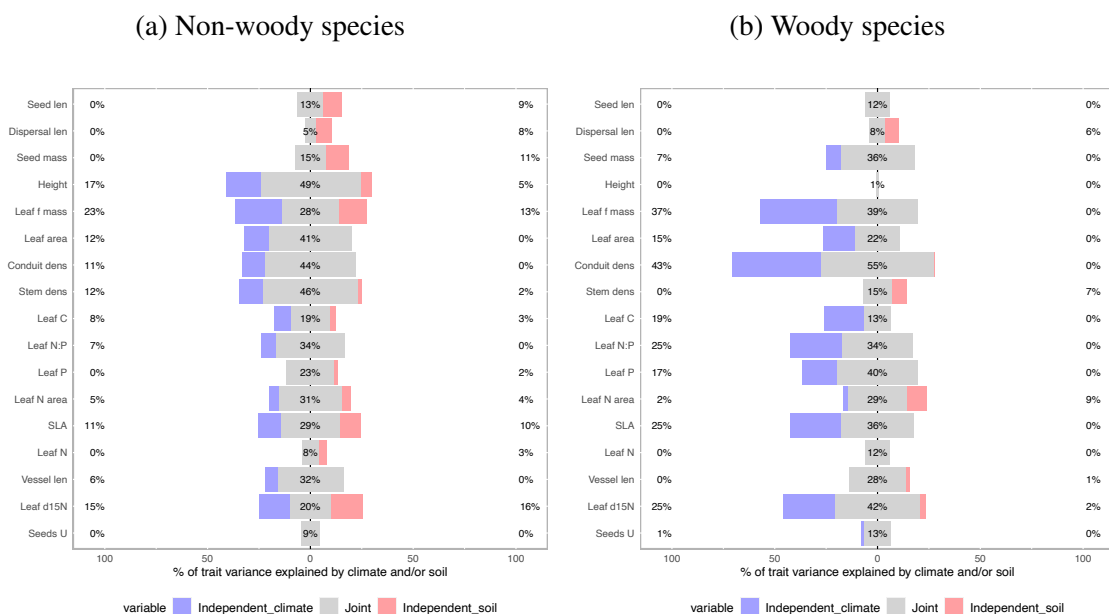 (a) Non-woody species
Seed len 0% 13% 9%
Dispersal len 0% 5% 8%
Seed mass 0% 15% 11%
Height 17% 49% 5%
Leaf f mass 23% 28% 13%
Leaf area 12% 41% 0%
Conduit dens 11% 44% 0%
Stem dens 12% 46% 2%
Leaf C 8% 19% 3%
Leaf N:P 7% 34% 0%
Leaf P 0% 23% 2%
Leaf N area 5% 31% 4%
SLA 11% 29% 10%
Leaf N 0% 8% 3%
Vessel len 6% 32% 0%
Leaf d15N 15% 20% 16%
Seeds U 0% 9% 0%
100 50 0 50 100
% of trait variance explained by climate and/or soil
variable Independent_climate Joint Independent_soil
(b) Woody species
Seed len 0% 12% 0%
Dispersal len 0% 8% 6%
Seed mass 7% 36% 0%
Height 0% 1% 0%
Leaf f mass 37% 39% 0%
Leaf area 15% 22% 0%
Conduit dens 43% 55% 0%
Stem dens 0% 15% 7%
Leaf C 19% 13% 0%
Leaf N:P 25% 34% 0%
Leaf P 17% 40% 0%
Leaf N area 2% 29% 9%
SLA 25% 36% 0%
Leaf N 0% 12% 0%
Vessel len 0% 28% 1%
Leaf d15N 25% 42% 2%
Seeds U 1% 13% 0%
100 50 0 50 100
% of trait variance explained by climate and/or soil
variable Independent_climate Joint Independent_soil